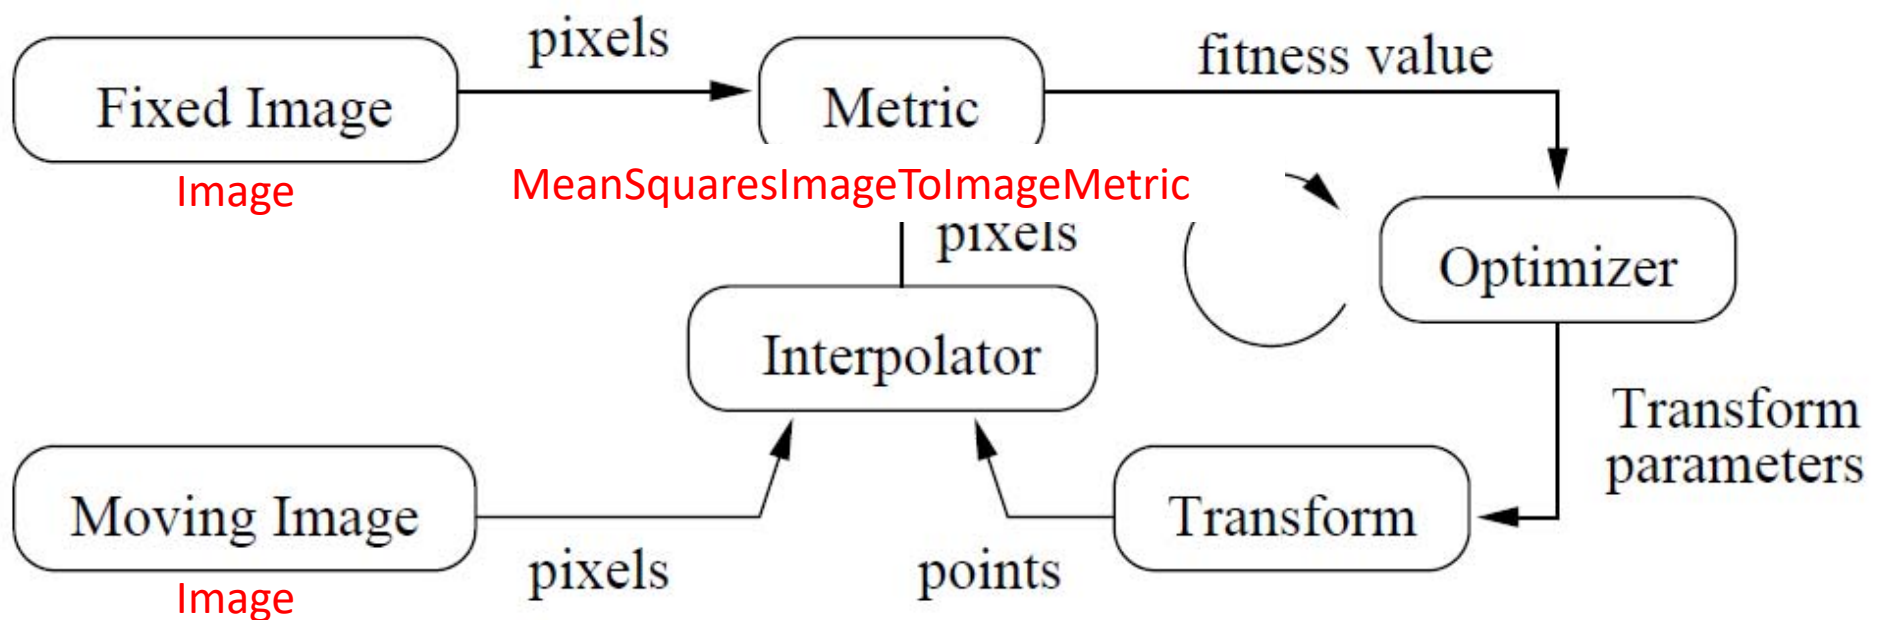 pixels
fitness value
Fixed Image
Metric
Image
MeanSquaresImageToImageMetric
pixels
Optimizer
Interpolator
Transform
parameters
Moving Image
Transform
pixels
points
Image